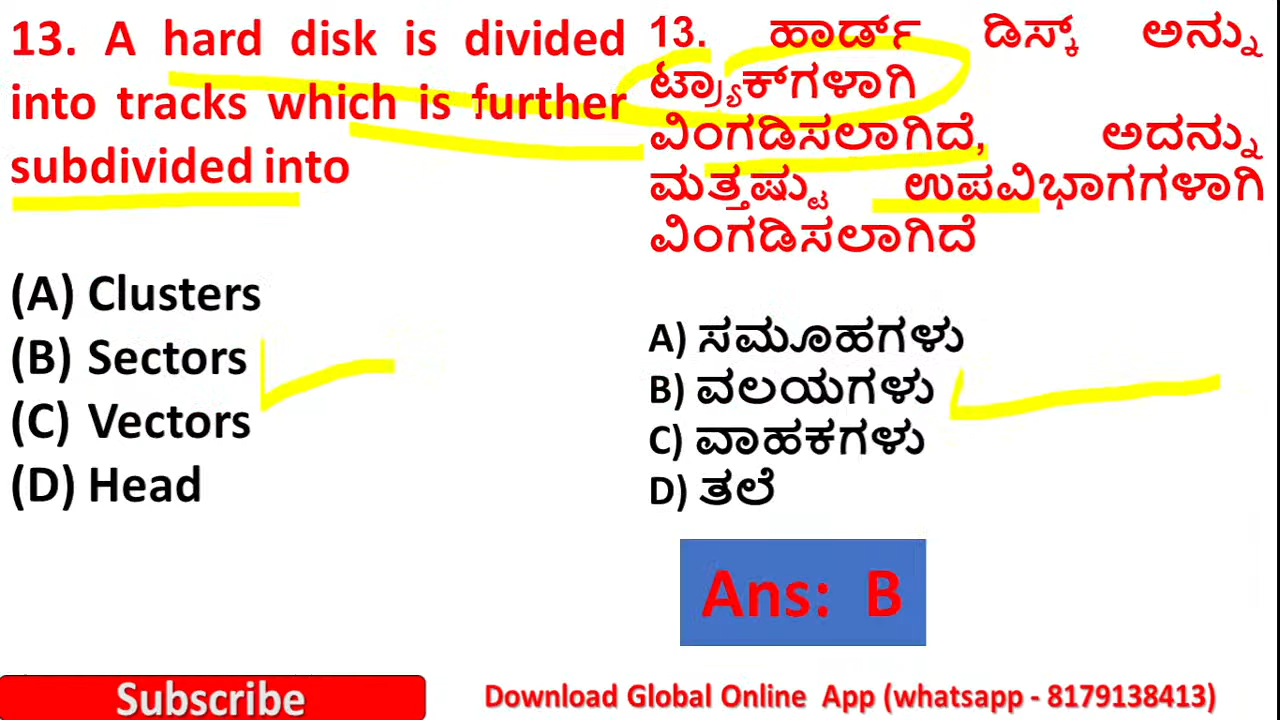 13. A hard disk is divided
into tracks which is further
subdivided into
(A) Clusters
(B) Sectors
(C) Vectors
(D) Head
13. ಹಾರ್ಡ್ ಡಿಸ್ಕ್ ಅನ್ನು
ಟ್ರ್ಯಾಕ್‌ಗಳಾಗಿ
ವಿಂಗಡಿಸಲಾಗಿದೆ, ಅದನ್ನು
ಮತ್ತಷ್ಟು ಉಪವಿಭಾಗಗಳಾಗಿ
ವಿಂಗಡಿಸಲಾಗಿದೆ
A) ಸಮೂಹಗಳು
B) ವಲಯಗಳು
C) ವಾಹಕಗಳು
D) ತಲೆ
Ans: B
Subscribe
Download Global Online App (whatsapp - 8179138413)